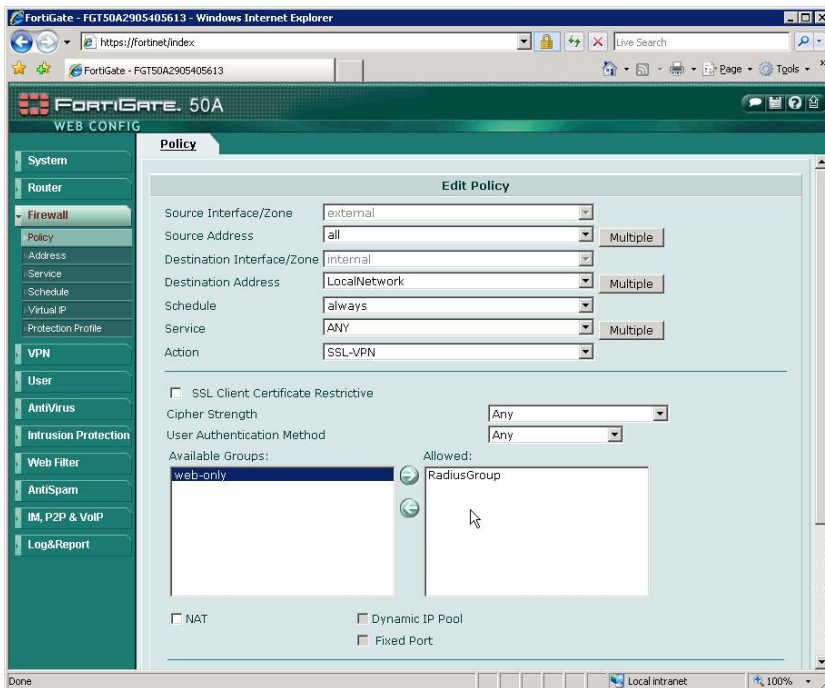 FortiGate - FGT50A2905405613 - Windows Internet Explorer
https://fortinet/index
Live Search
FortiGate - FGT50A2905405613
Page
Tools
FORTIGATE. 50A
WEB CONFIG
Policy
System
Router
Firewall
Policy
Address
Service
Schedule
Virtual IP
Protection Profile
VPN
User
AntiVirus
Intrusion Protection
Web Filter
AntiSpam
IM, P2P & VoIP
Log&Report
Edit Policy
Source Interface/Zone external
Source Address all Multiple
Destination Interface/Zone internal
Destination Address LocalNetwork Multiple
Schedule always
Service ANY Multiple
Action SSL-VPN
SSL Client Certificate Restrictive
Cipher Strength Any
User Authentication Method Any
Available Groups: Allowed:
web-only RadiusGroup
NAT Dynamic IP Pool
Fixed Port
Done Local intranet 100%